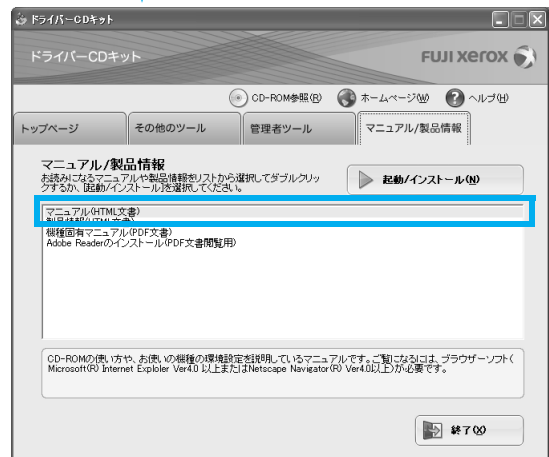 ドライバーCDキット
ドライバーCDキット
FUJI XEROX
CD-ROM参照(R) ホームページ(W) ヘルプ(H)
トップページ その他のツール 管理者ツール マニュアル/製品情報
マニュアル/製品情報
お読みになるマニュアルや製品情報をリストから選択してダブルクリッ
クするか、[起動/インストール]を選択してください。
起動/インストール(N)
マニュアル(HTML文書)
製品情報(HTML文書)
機種固有マニュアル(PDF文書)
Adobe Readerのインストール(PDF文書閲覧用)
CD-ROMの使い方や、お使いの機種の環境設定を説明しているマニュアルです。ご覧になるには、ブラウザーソフト(
Microsoft(R) Internet Exploler Ver4.0 以上またはNetscape Navigator(R) Ver4.0以上)が必要です。
終了(X)